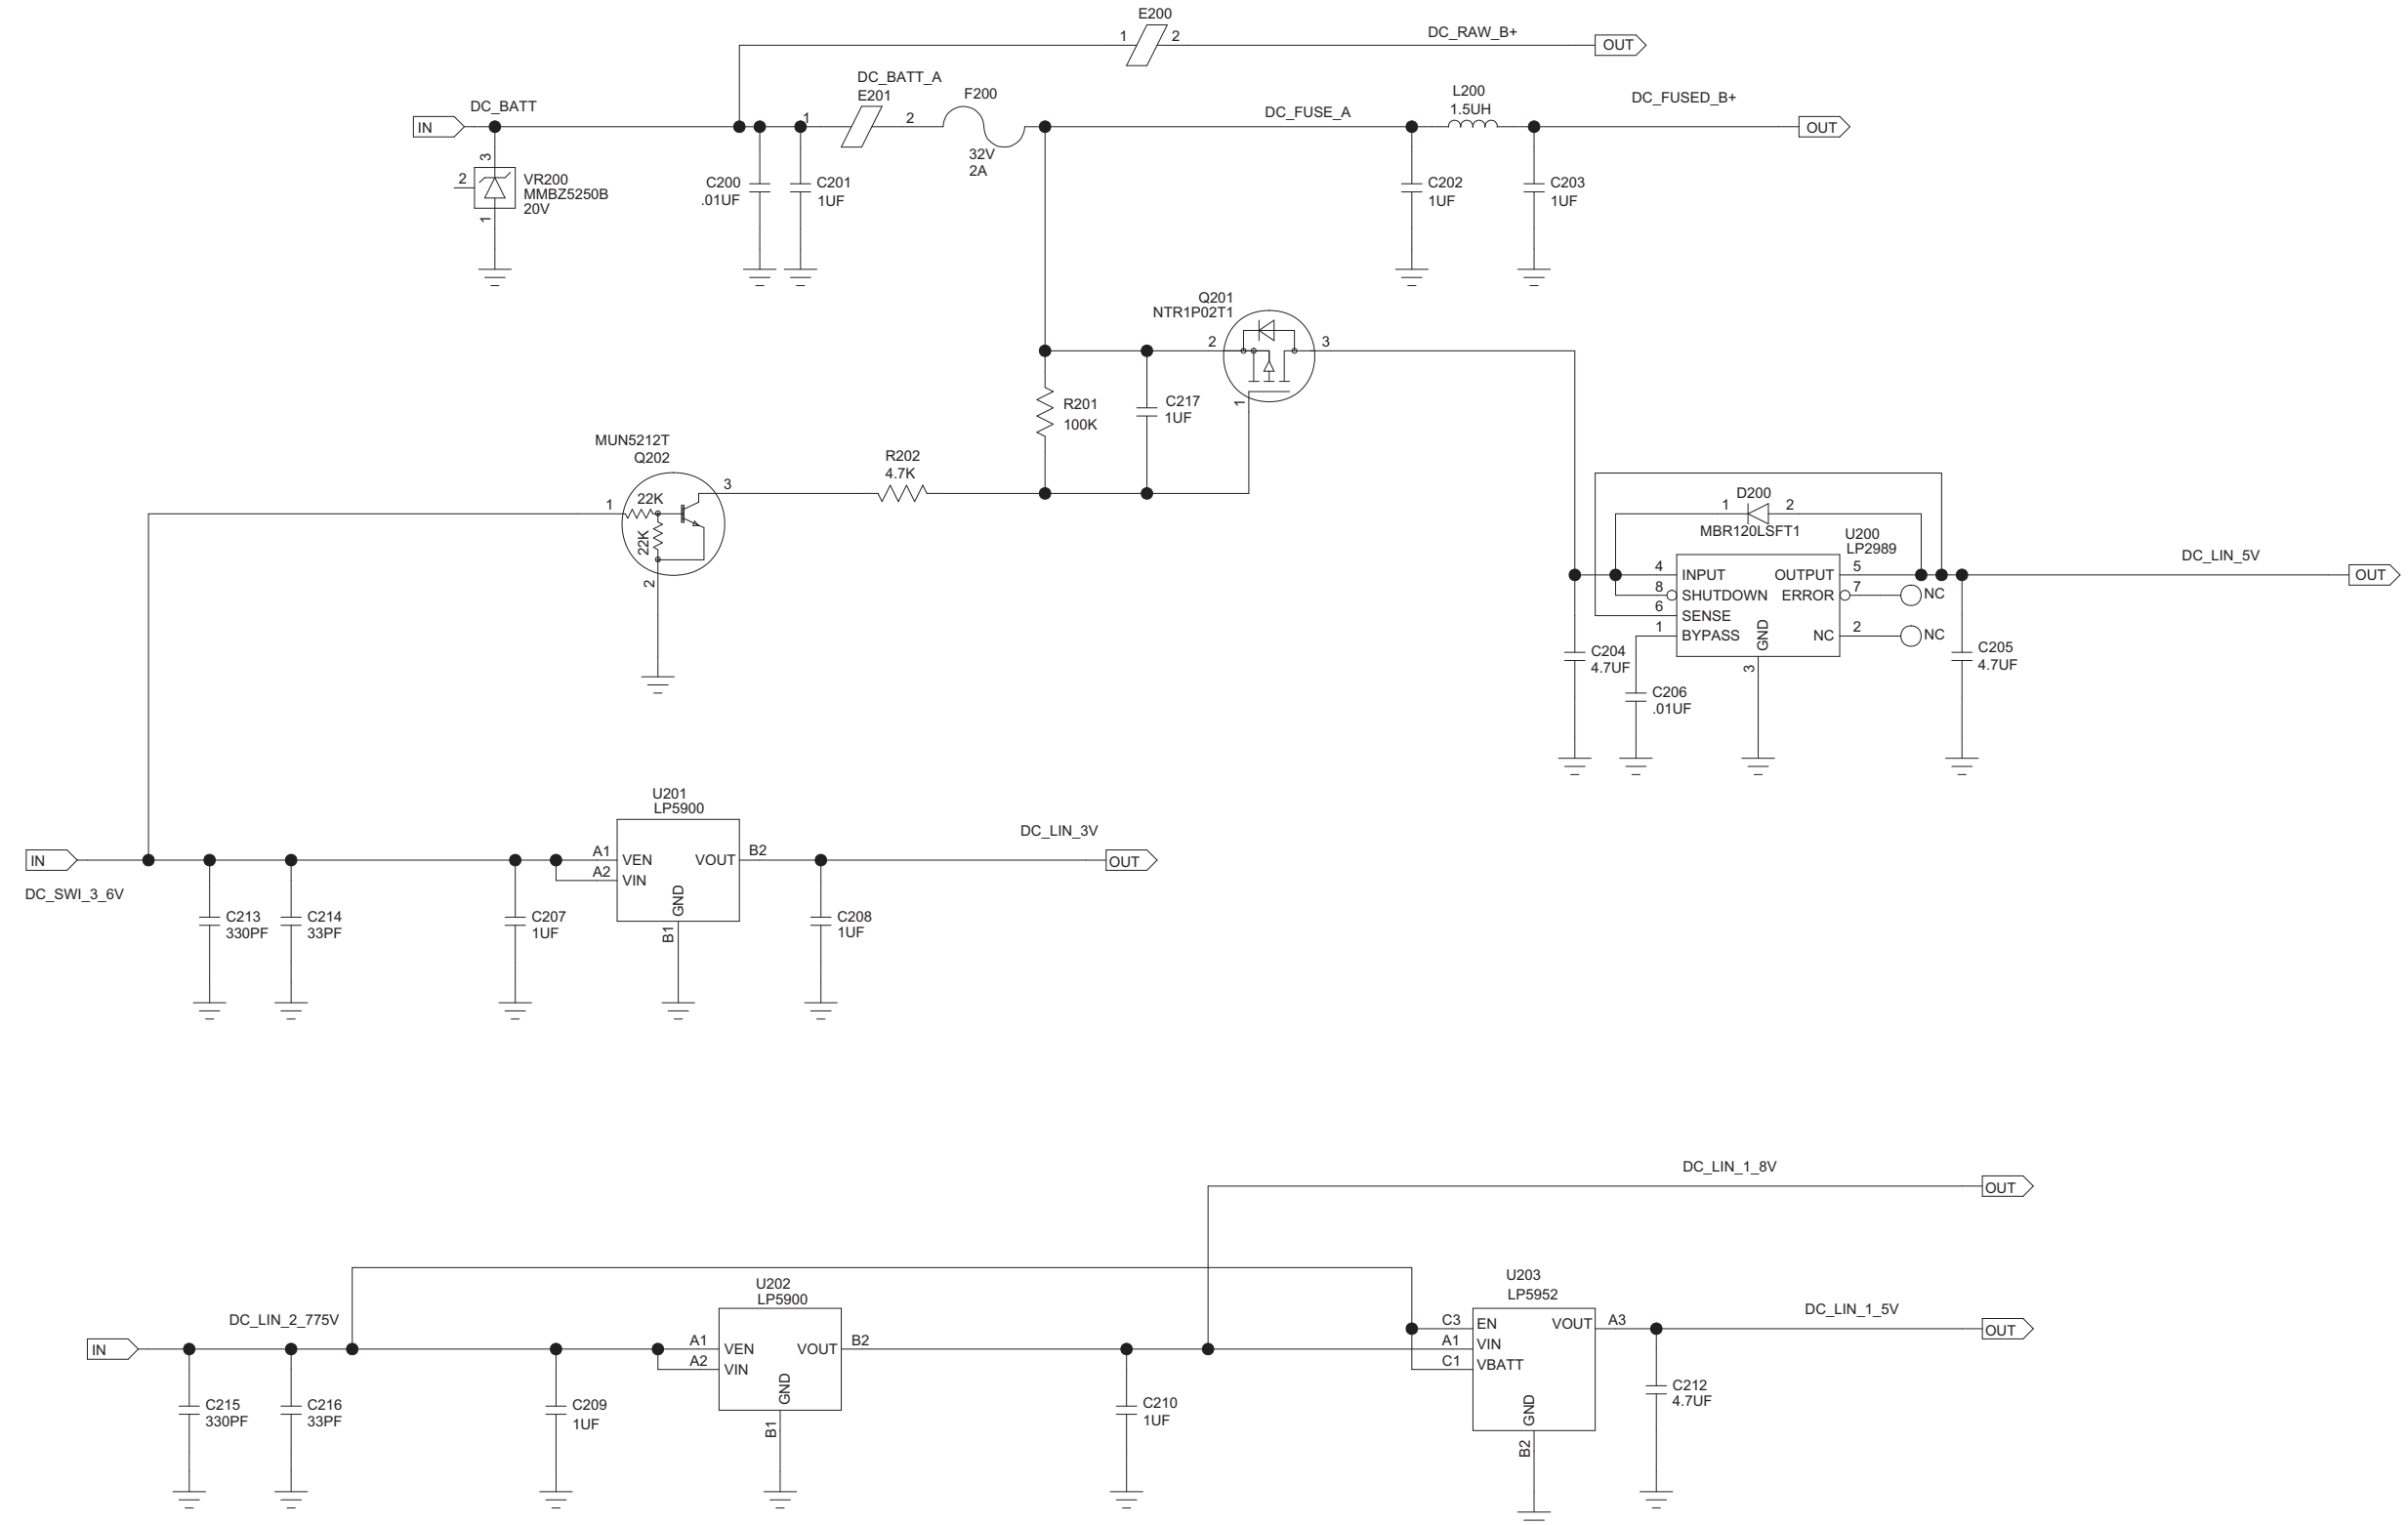 E200
1
2
DC_RAW_B+
OUT
DC_BATT_A
DC_BATT
E201
F200
L200
1.5UH
DC_FUSED_B+
IN
1
2
DC_FUSE_A
OUT
32V
2A
3
2
VR200
MMBZ5250B
20V
1
C200
.01UF
C201
1UF
C202
1UF
C203
1UF
Q201
NTR1P02T1
2
3
1
R201
100K
C217
1UF
MUN5212T
Q202
R202
4.7K
1
22K
22K
3
2
D200
1
2
MBR120LSFT1
U200
LP2989
DC_LIN_5V
4
INPUT
OUTPUT
5
OUT
8
SHUTDOWN
ERROR
7
NC
6
SENSE
1
BYPASS
GND
NC
2
NC
3
C204
4.7UF
C205
4.7UF
C206
.01UF
U201
LP5900
DC_LIN_3V
IN
A1
VEN
VOUT
B2
OUT
A2
VIN
GND
B1
DC_SWI_3_6V
C213
330PF
C214
33PF
C207
1UF
C208
1UF
DC_LIN_1_8V
OUT
U202
LP5900
U203
LP5952
DC_LIN_2_775V
DC_LIN_1_5V
C3
EN
VOUT
A3
OUT
IN
A1
VEN
VOUT
B2
A1
VIN
A2
VIN
C1
VBATT
GND
B1
GND
B2
C215
330PF
C216
33PF
C209
1UF
C210
1UF
C212
4.7UF